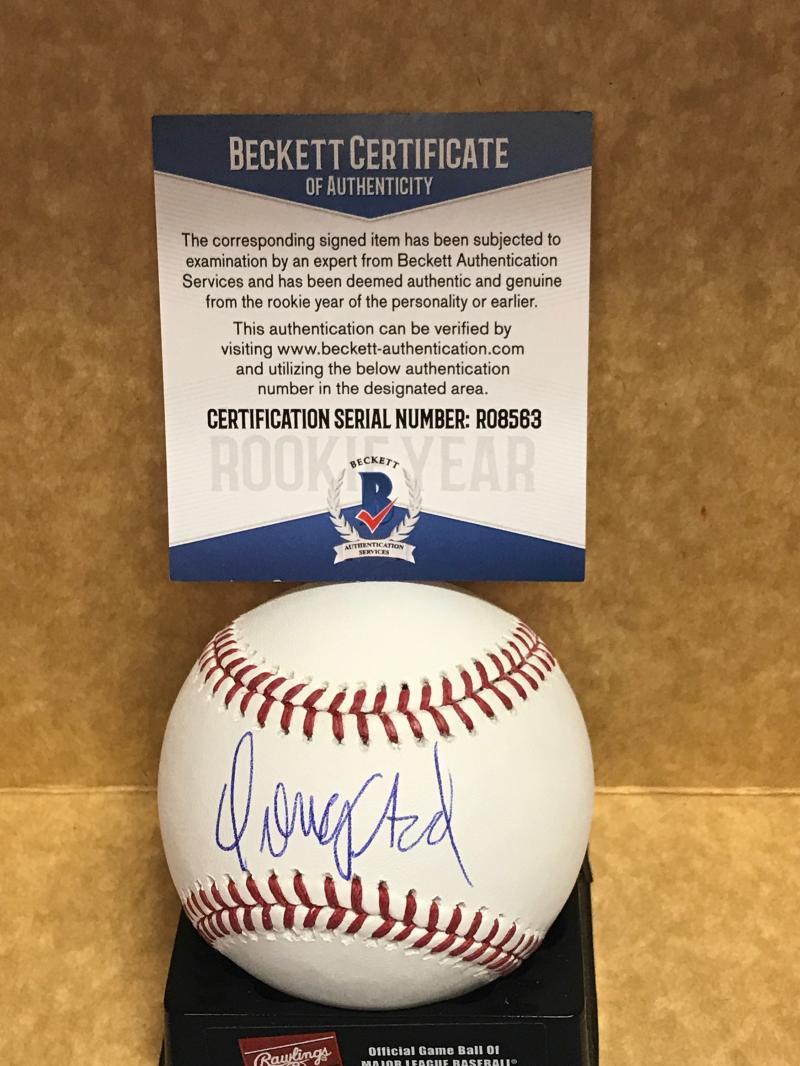 BECKETT CERTIFICATE
OF AUTHENTICITY
The corresponding signed item has been subjected to
examination by an expert from Beckett Authentication
Services and has been deemed authentic and genuine
from the rookie year of the personality or earlier.
This authentication can be verified by
visiting www.beckett-authentication.com
and utilizing the below authentication
number in the designated area.
CERTIFICATION SERIAL NUMBER: R08563
ROOKIE YEAR
BECKETT
B
AUTHENTICATION
SERVICES
Rawlings
Official Game Ball Of
MAJOR LEAGUE BASEBALL®